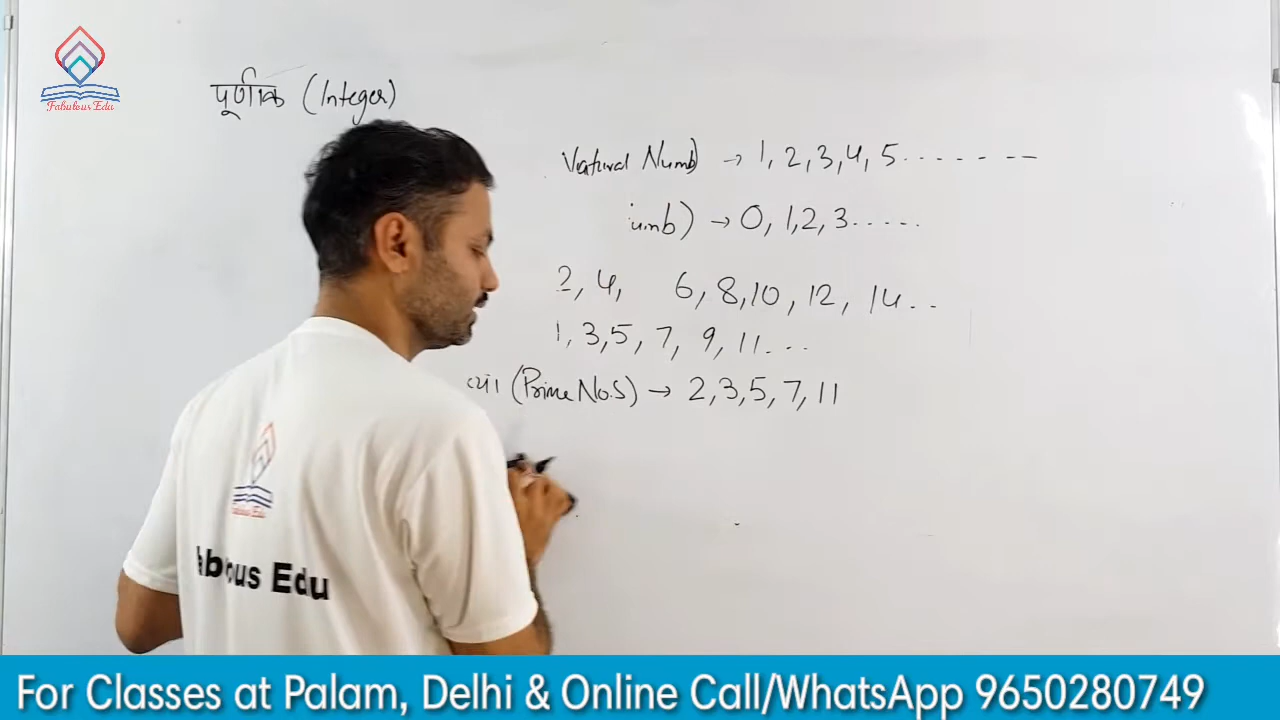 Fabulous Edu
पूर्णांक (Integer)
Natural Numb) → 1, 2, 3, 4, 5.......
umb) → 0, 1, 2, 3.....
2, 4, 6, 8, 10, 12, 14..
1, 3, 5, 7, 9, 11...
(Prime No.S) → 2, 3, 5, 7, 11
Fabulous Edu
abulous Edu
For Classes at Palam, Delhi & Online Call/WhatsApp 9650280749